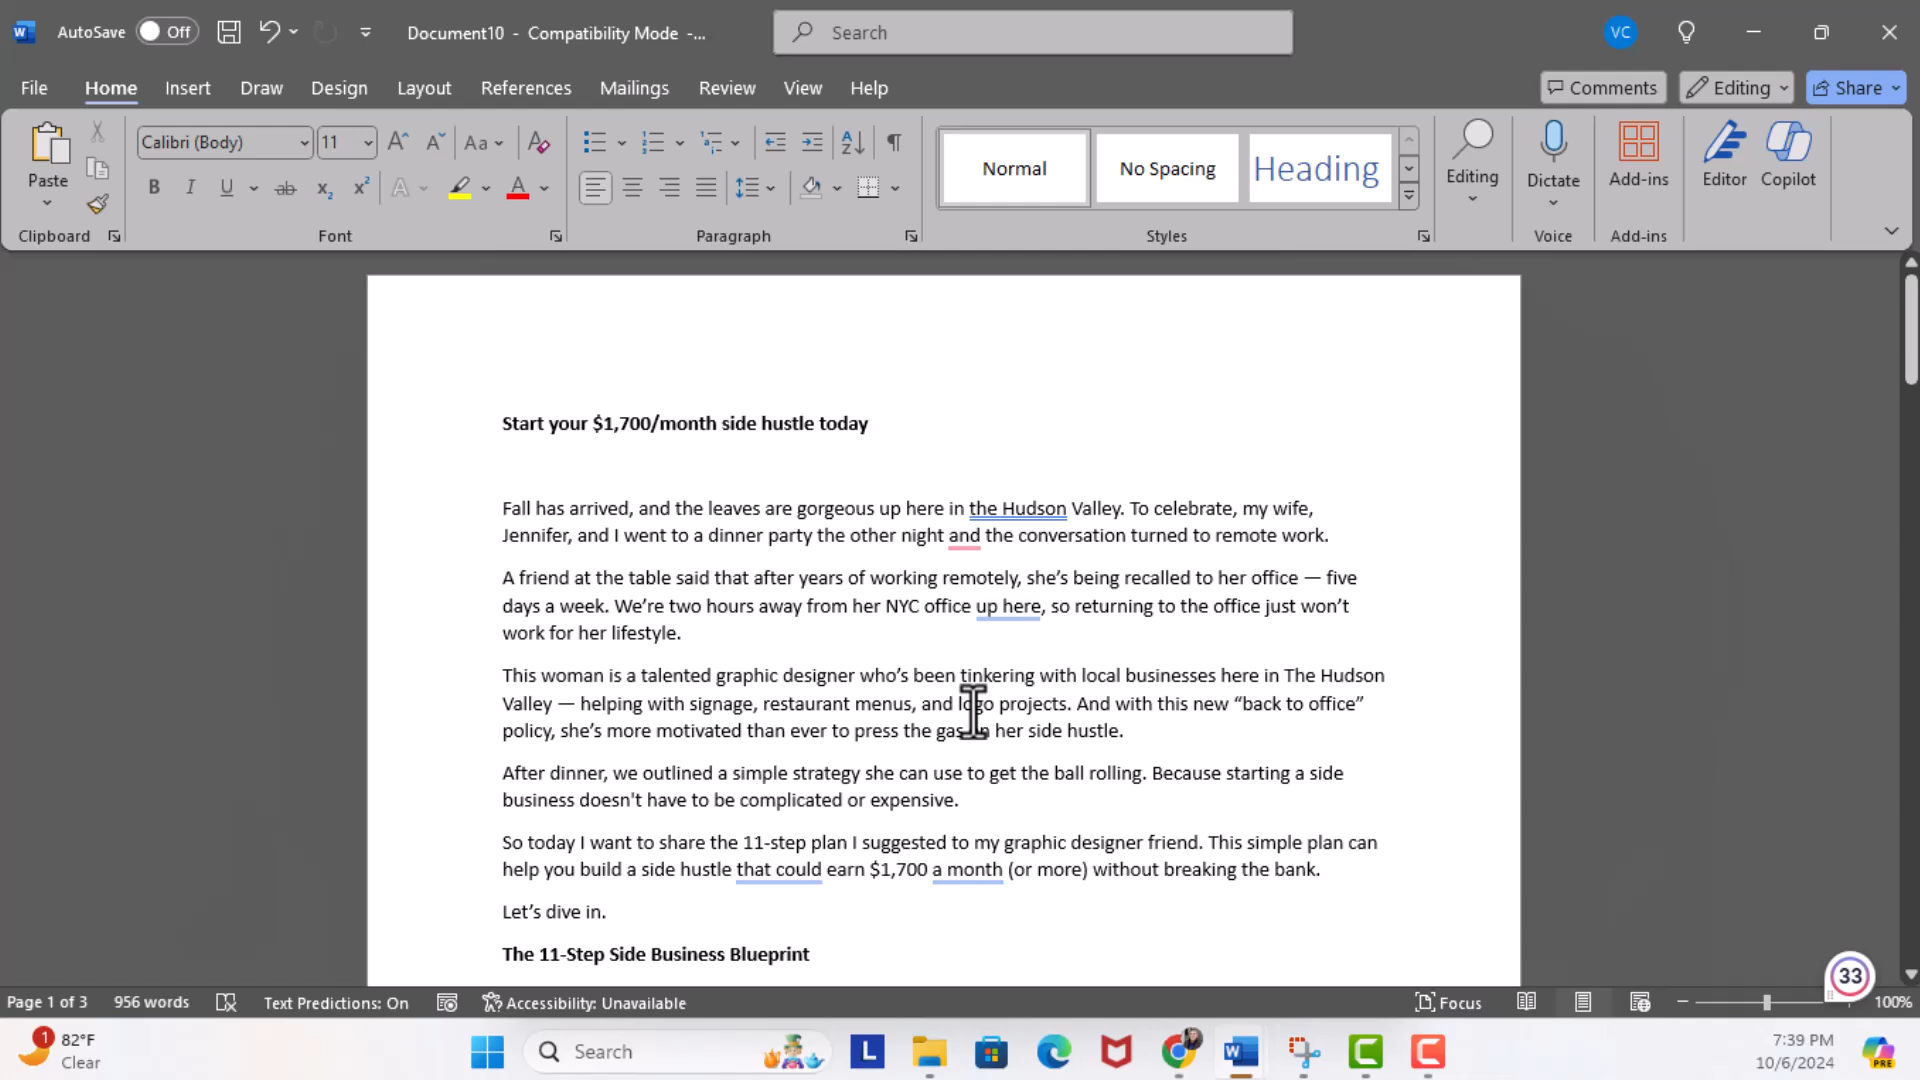 AutoSave Off Document10 - Compatibility Mode -... Search VC
File Home Insert Draw Design Layout References Mailings Review View Help Comments Editing Share
Paste Calibri (Body) 11 Aa Normal No Spacing Heading Editing Dictate Add-ins Editor Copilot
Clipboard Font Paragraph Styles Voice Add-ins
Start your $1,700/month side hustle today
Fall has arrived, and the leaves are gorgeous up here in the Hudson Valley. To celebrate, my wife,
Jennifer, and I went to a dinner party the other night and the conversation turned to remote work.
A friend at the table said that after years of working remotely, she’s being recalled to her office — five
days a week. We’re two hours away from her NYC office up here, so returning to the office just won’t
work for her lifestyle.
This woman is a talented graphic designer who’s been tinkering with local businesses here in The Hudson
Valley — helping with signage, restaurant menus, and logo projects. And with this new “back to office”
policy, she’s more motivated than ever to press the gas her side hustle.
After dinner, we outlined a simple strategy she can use to get the ball rolling. Because starting a side
business doesn't have to be complicated or expensive.
So today I want to share the 11-step plan I suggested to my graphic designer friend. This simple plan can
help you build a side hustle that could earn $1,700 a month (or more) without breaking the bank.
Let’s dive in.
The 11-Step Side Business Blueprint
33
Page 1 of 3 956 words Text Predictions: On Accessibility: Unavailable Focus 100%
1 82°F
Clear
Search
L
7:39 PM
10/6/2024
PRE